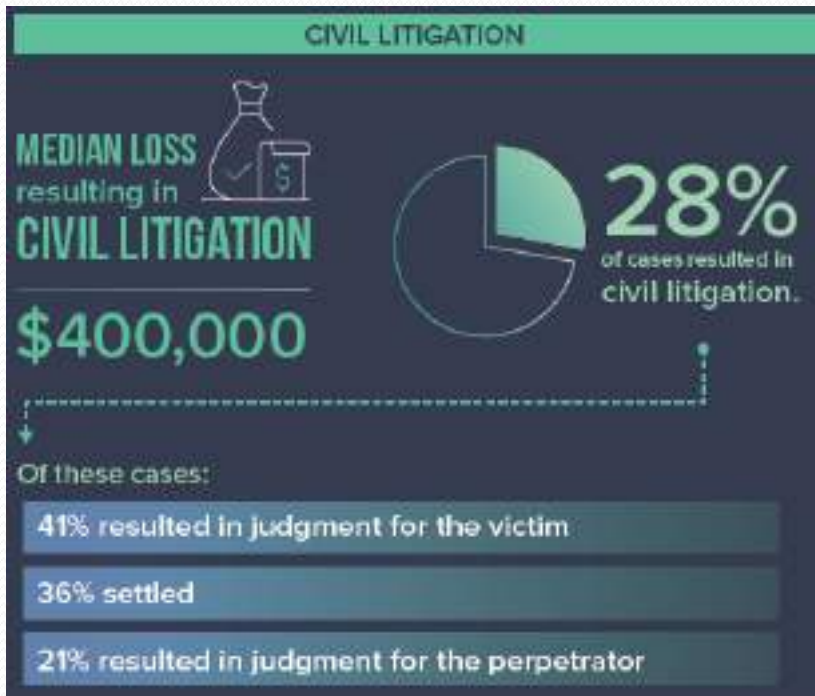 CIVIL LITIGATION
MEDIAN LOSS
resulting in
CIVIL LITIGATION
$400,000
$
28%
of cases resulted in
civil litigation.
Of these cases:
41% resulted in judgment for the victim
36% settled
21% resulted in judgment for the perpetrator